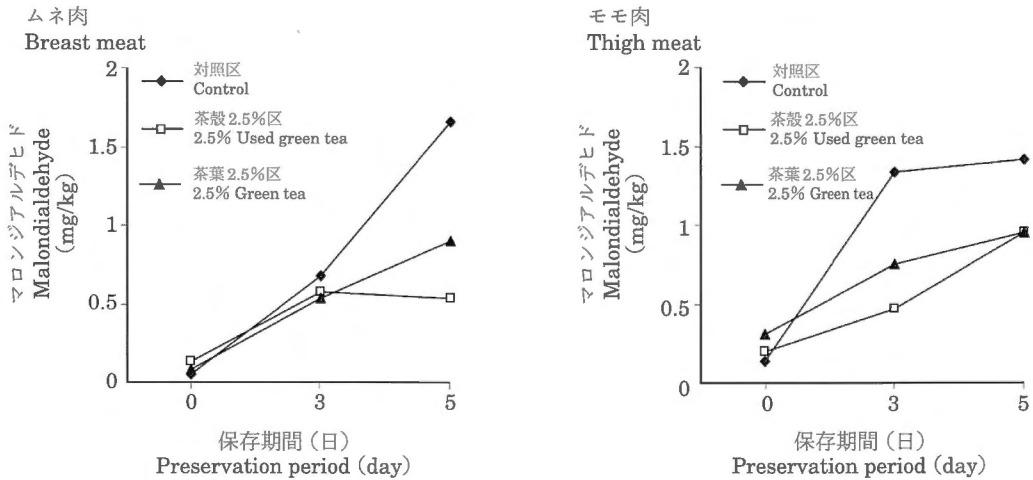 ムネ肉
Breast meat
マロンジアルデヒド
Malondialdehyde
(mg/kg)
2
1.5
1
0.5
0
対照区
Control
茶殻2.5%区
2.5% Used green tea
茶葉2.5%区
2.5% Green tea
0 3 5
保存期間(日)
Preservation period (day)
モモ肉
Thigh meat
マロンジアルデヒド
Malondialdehyde
(mg/kg)
2
1.5
1
0.5
0
対照区
Control
茶殻2.5%区
2.5% Used green tea
茶葉2.5%区
2.5% Green tea
0 3 5
保存期間(日)
Preservation period (day)